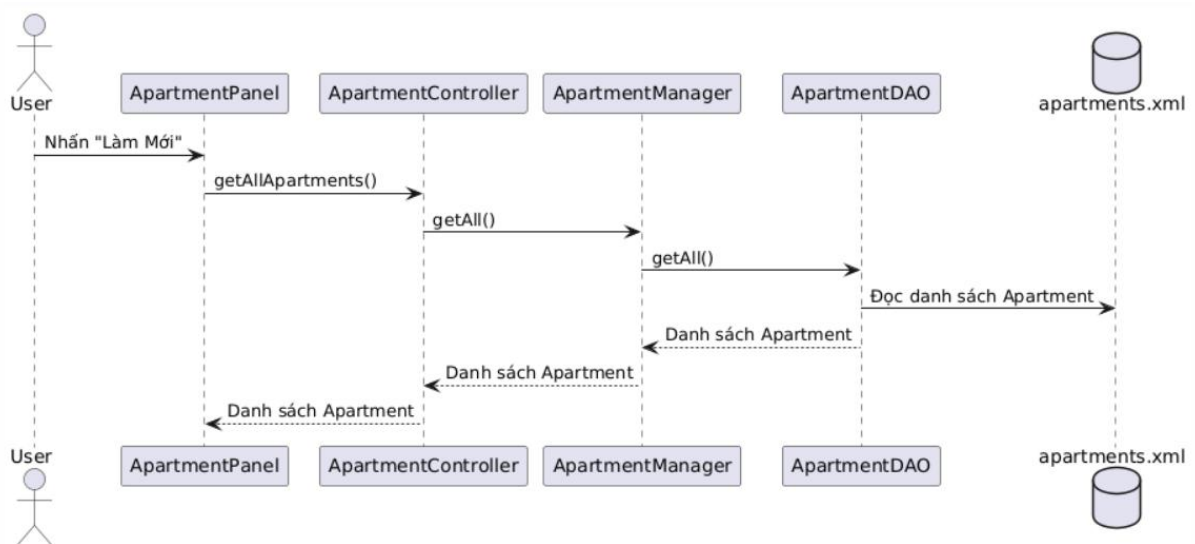 User
ApartmentPanel
ApartmentController
ApartmentManager
ApartmentDAO
apartments.xml
Nhấn "Làm Mới"
getAllApartments()
getAll()
getAll()
Đọc danh sách Apartment
Danh sách Apartment
Danh sách Apartment
Danh sách Apartment
User
ApartmentPanel
ApartmentController
ApartmentManager
ApartmentDAO
apartments.xml